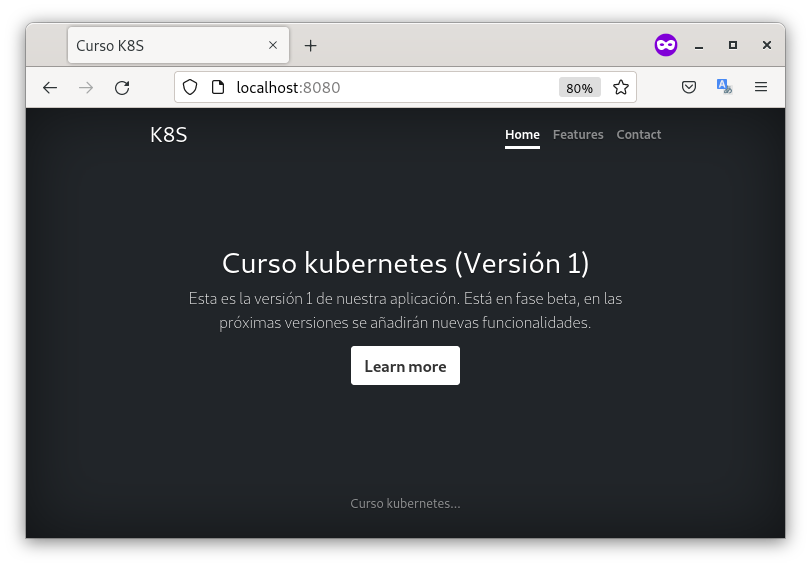 Curso K8S
localhost:8080
80%
K8S
Home Features Contact
Curso kubernetes (Versión 1)
Esta es la versión 1 de nuestra aplicación. Está en fase beta, en las
próximas versiones se añadirán nuevas funcionalidades.
Learn more
Curso kubernetes...